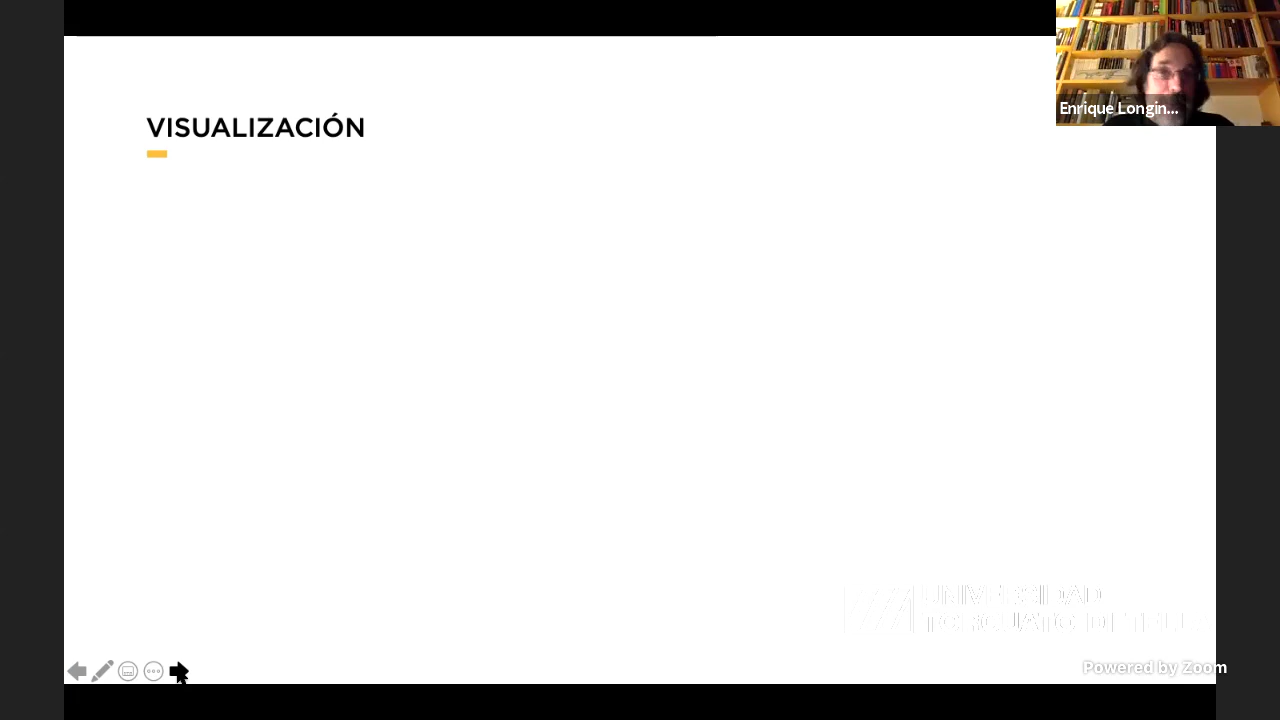 Enrique Longin...
VISUALIZACIÓN
UNIVERSIDAD
TORCUATO DI TELLA
Powered by Zoom